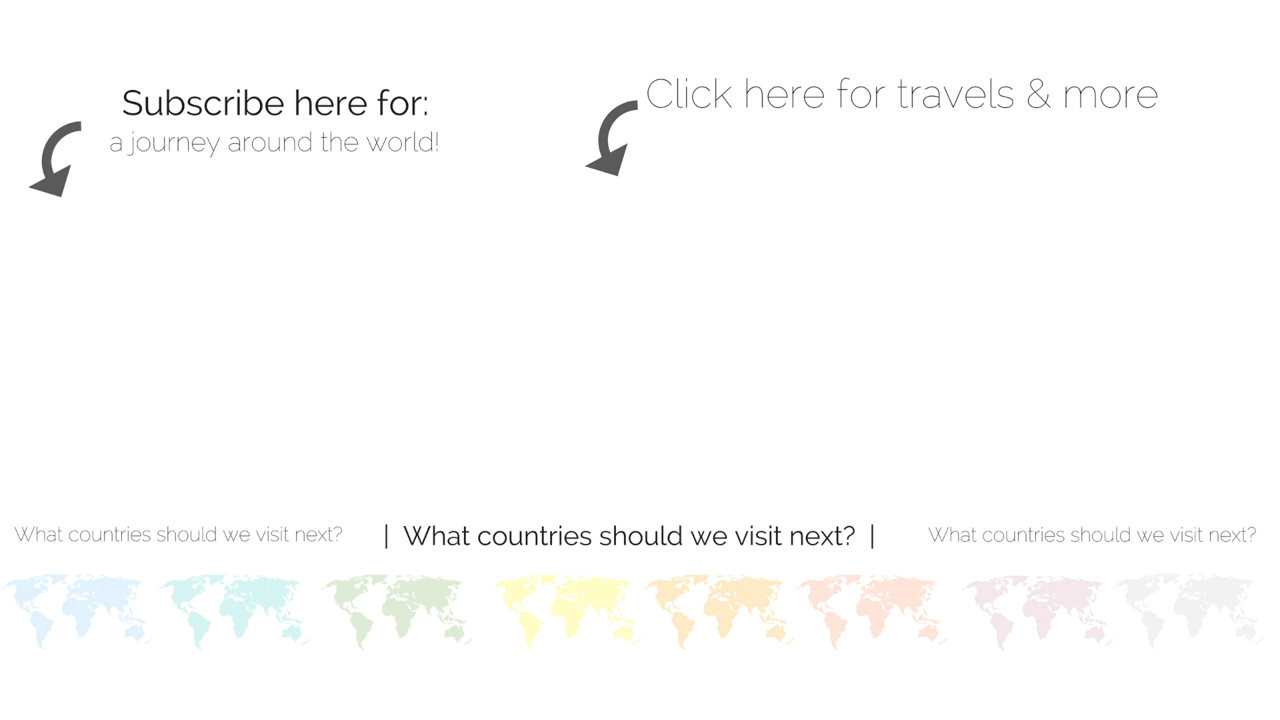 Subscribe here for:
a journey around the world!
Click here for travels & more
What countries should we visit next?
| What countries should we visit next? |
What countries should we visit next?